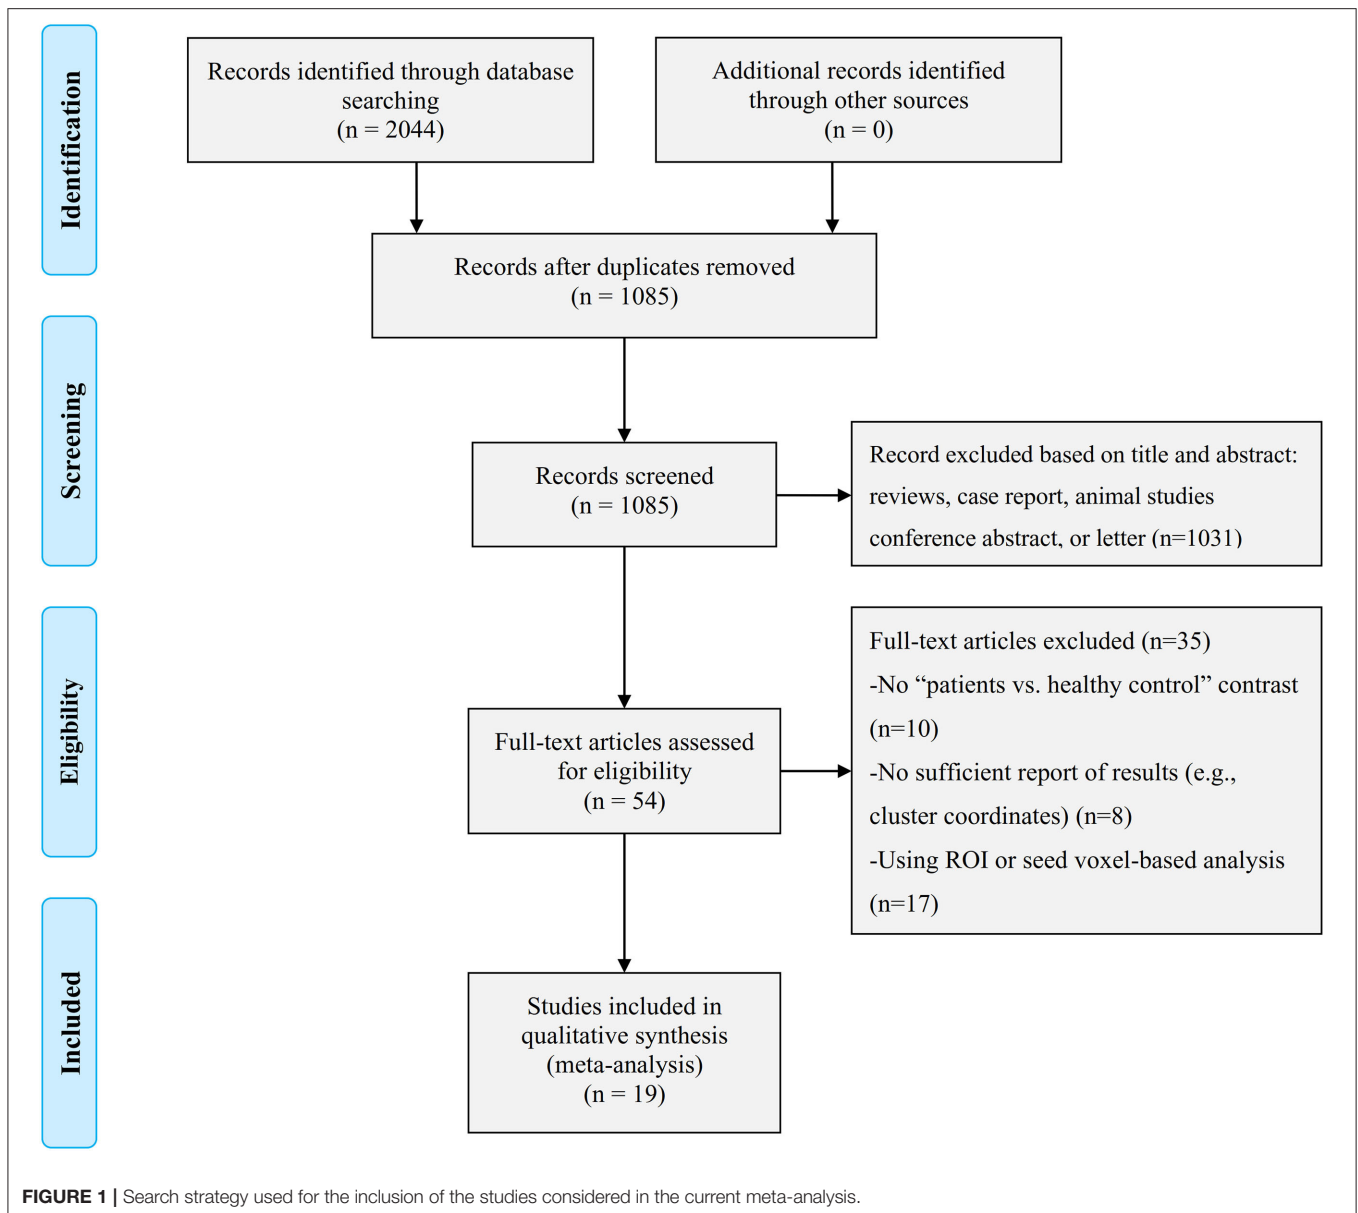 Identification
Records identified through database
searching
(n = 2044)
Additional records identified
through other sources
(n = 0)
Records after duplicates removed
(n = 1085)
Screening
Records screened
(n = 1085)
Record excluded based on title and abstract:
reviews, case report, animal studies
conference abstract, or letter (n=1031)
Eligibility
Full-text articles assessed
for eligibility
(n = 54)
Full-text articles excluded (n=35)
-No “patients vs. healthy control” contrast
(n=10)
-No sufficient report of results (e.g.,
cluster coordinates) (n=8)
-Using ROI or seed voxel-based analysis
(n=17)
Included
Studies included in
qualitative synthesis
(meta-analysis)
(n = 19)
FIGURE 1 | Search strategy used for the inclusion of the studies considered in the current meta-analysis.